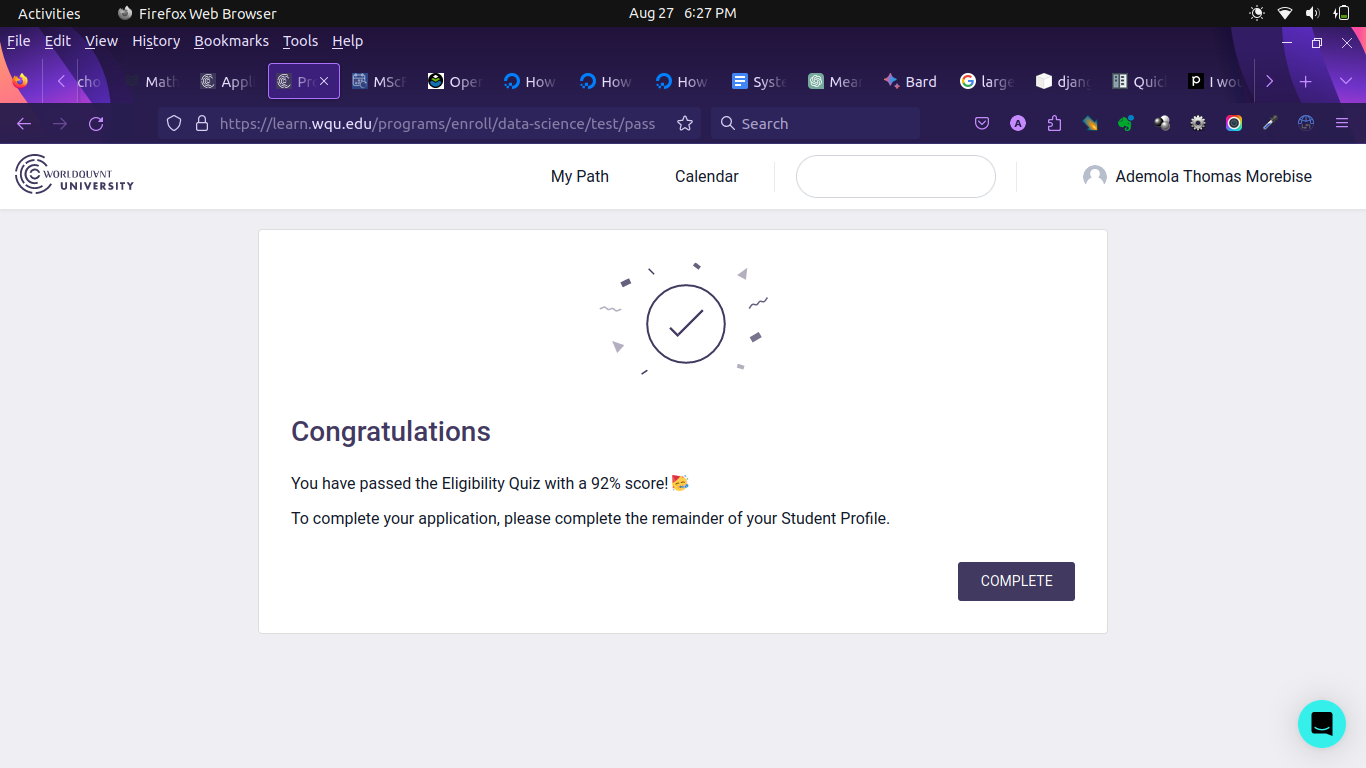 Activities Firefox Web Browser Aug 27 6:27 PM
File Edit View History Bookmarks Tools Help
cho Math Appl Pro MScF Oper How How How Syste Mear Bard large djang Quic I wou
https://learn.wqu.edu/programs/enroll/data-science/test/pass Search
WORLDQUANT
UNIVERSITY
My Path Calendar Ademola Thomas Morebise
Congratulations
You have passed the Eligibility Quiz with a 92% score!🥳
To complete your application, please complete the remainder of your Student Profile.
COMPLETE